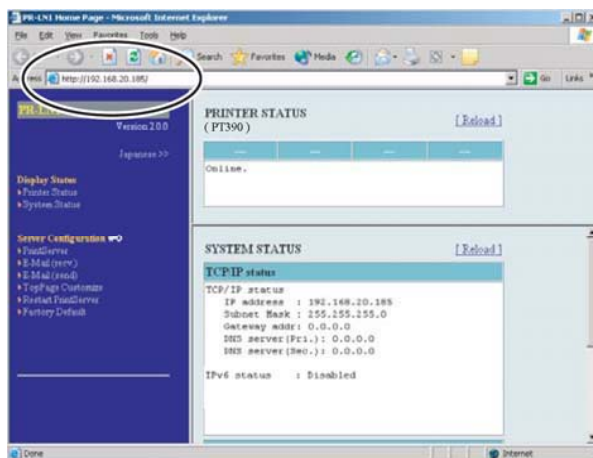 PR-LN1 Home Page - Microsoft Internet Explorer
File Edit View Favorites Tools Help
Search Favorites Media
http://192.168.20.185/
Go Links
PR-LN1
Version 2.0.0
Japanese >>
Display Status
Printer Status
System Status
Server Configuration
PrintServer
E-Mail (recv.)
E-Mail (send)
TopPage Customize
Restart PrintServer
Factory Default
PRINTER STATUS
( PT390 )
[ Reload ]
--- --- --- ---
Online.
SYSTEM STATUS
[ Reload ]
TCP/IP status
TCP/IP status
IP address : 192.168.20.185
Subnet Mask : 255.255.255.0
Gateway addr: 0.0.0.0
DNS server(Pri.): 0.0.0.0
DNS server(Sec.): 0.0.0.0
IPv6 status : Disabled
Done
Internet